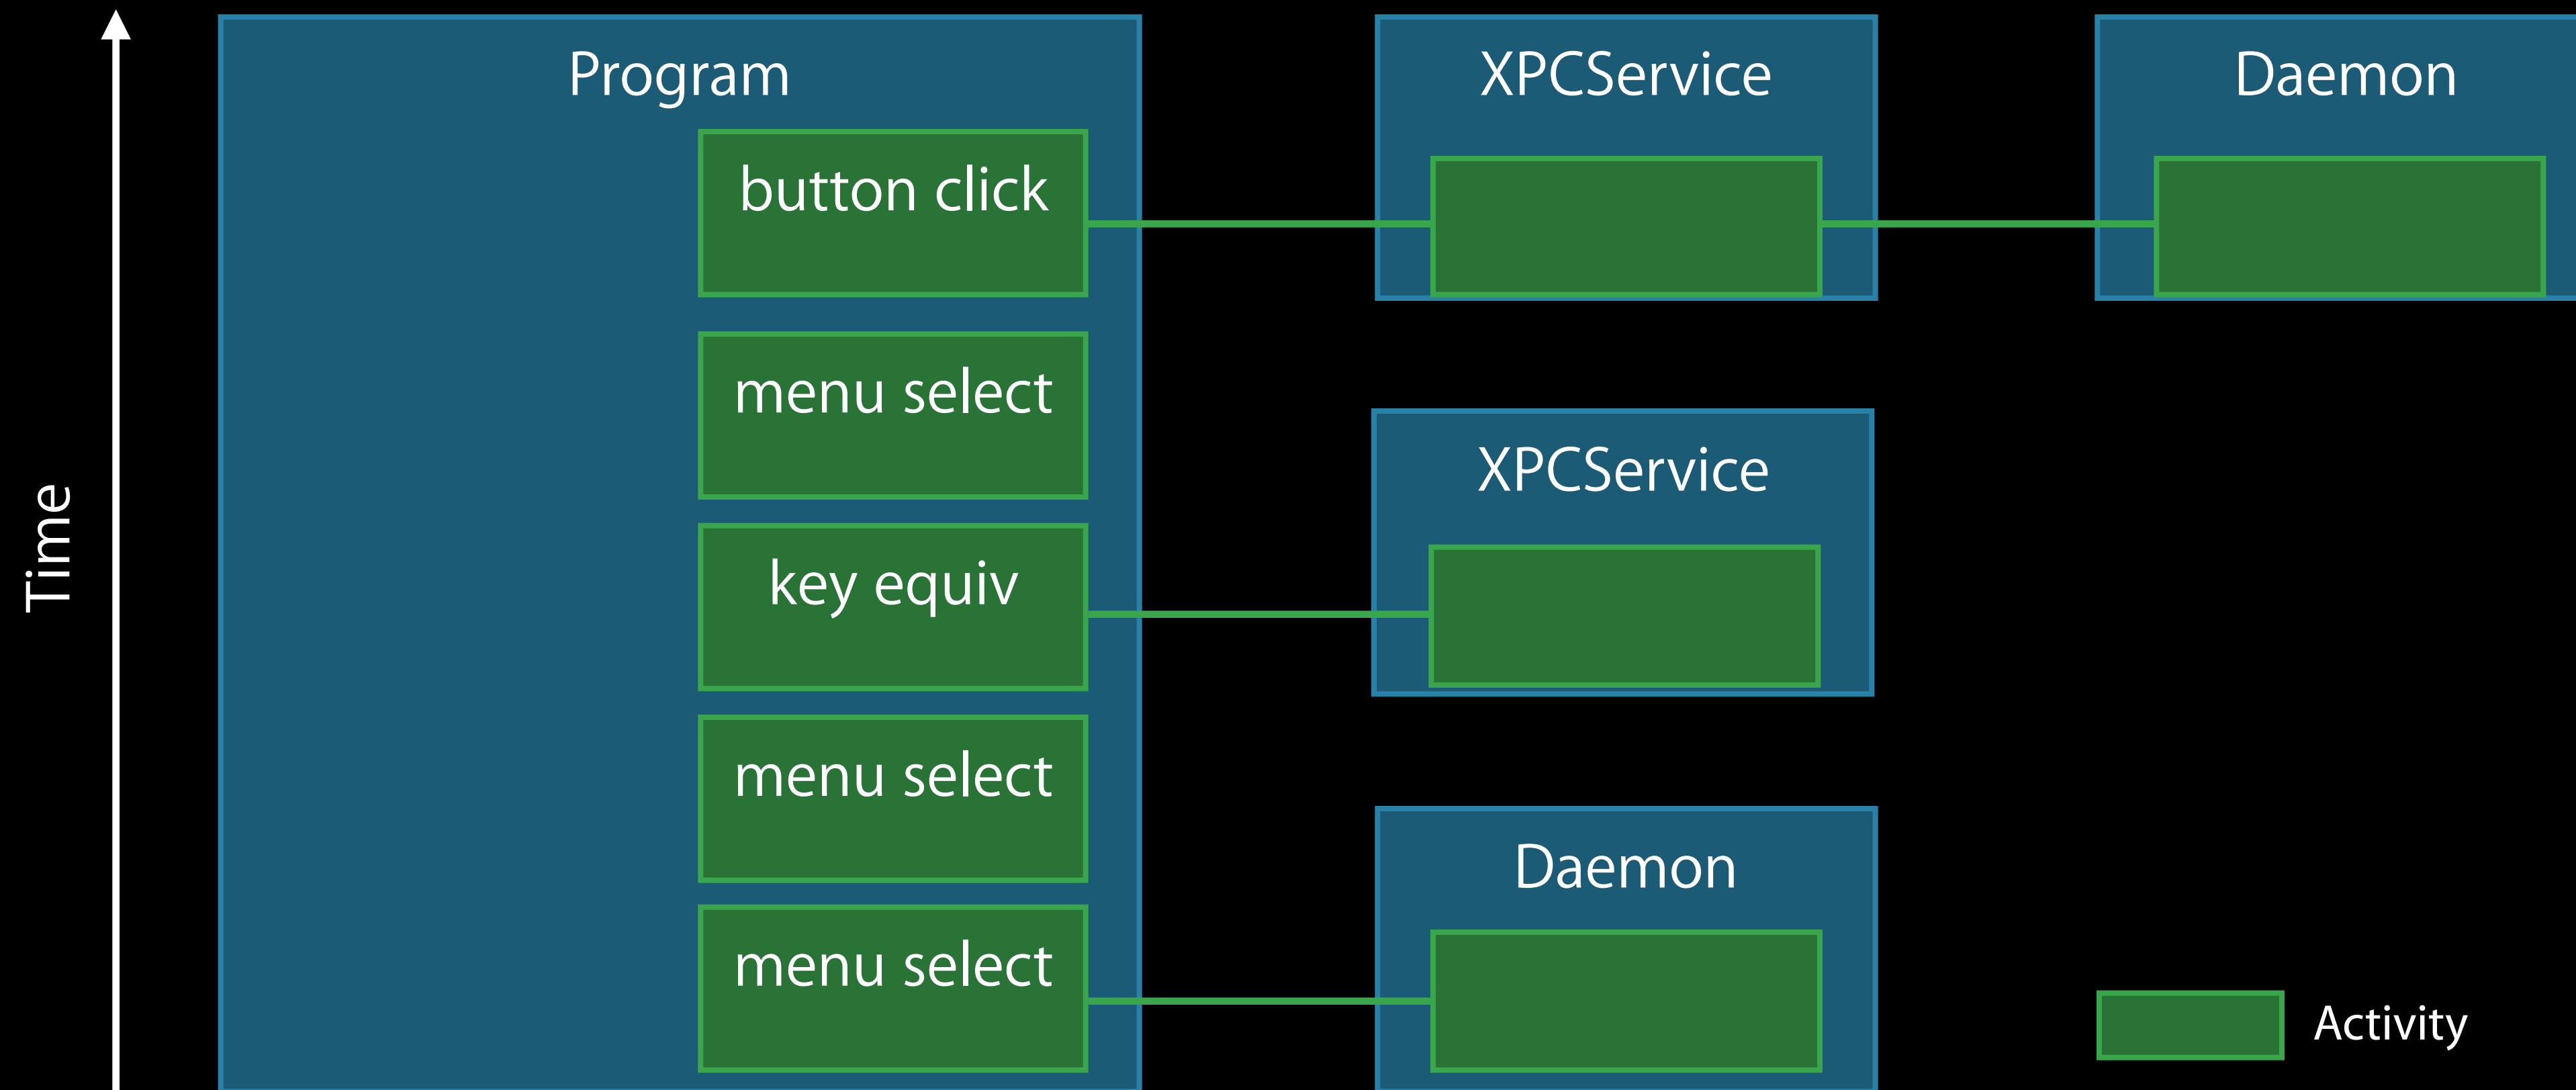 Program
XPCService
Daemon
button click
menu select
XPCService
Time
key equiv
menu select
Daemon
menu select
Activity